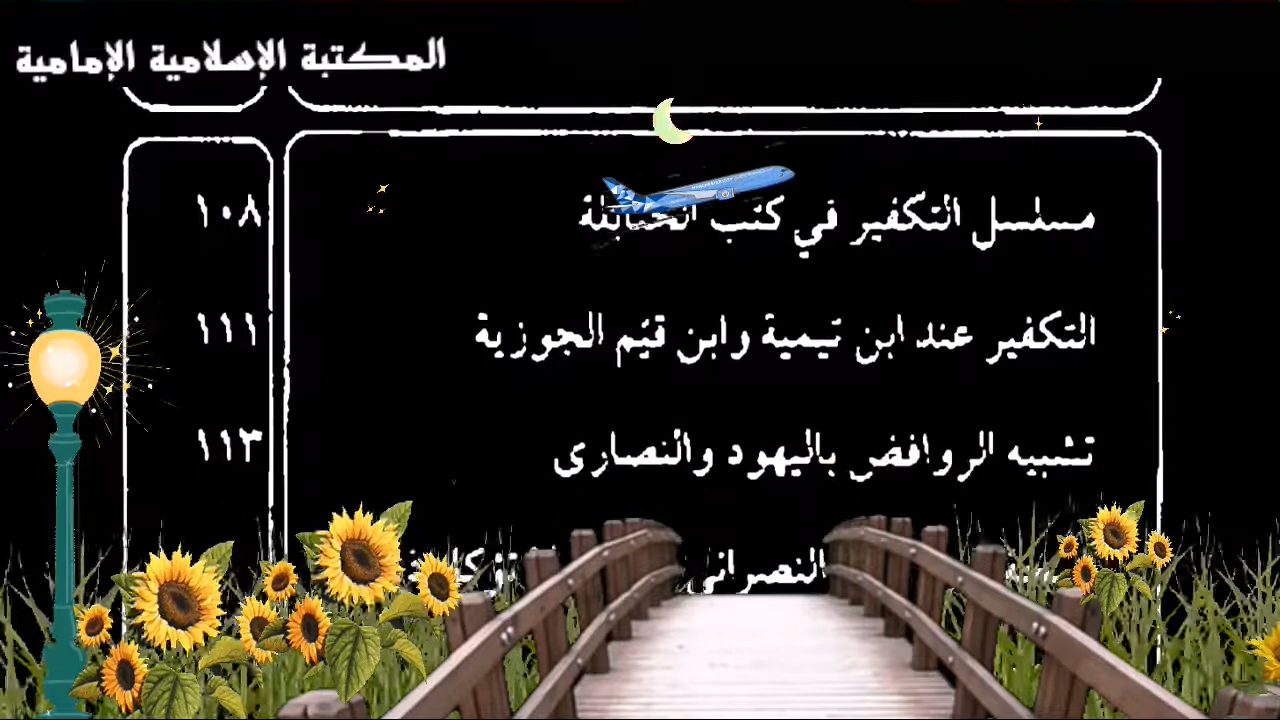 المكتبة الإسلامية الإمامية
مسلسل التكفير في كتب الحنابلة ١٠٨
التكفير عند ابن تيمية وابن قيّم الجوزية ١١١
تشبيه الروافض باليهود والنصارى ١١٣
النصراني